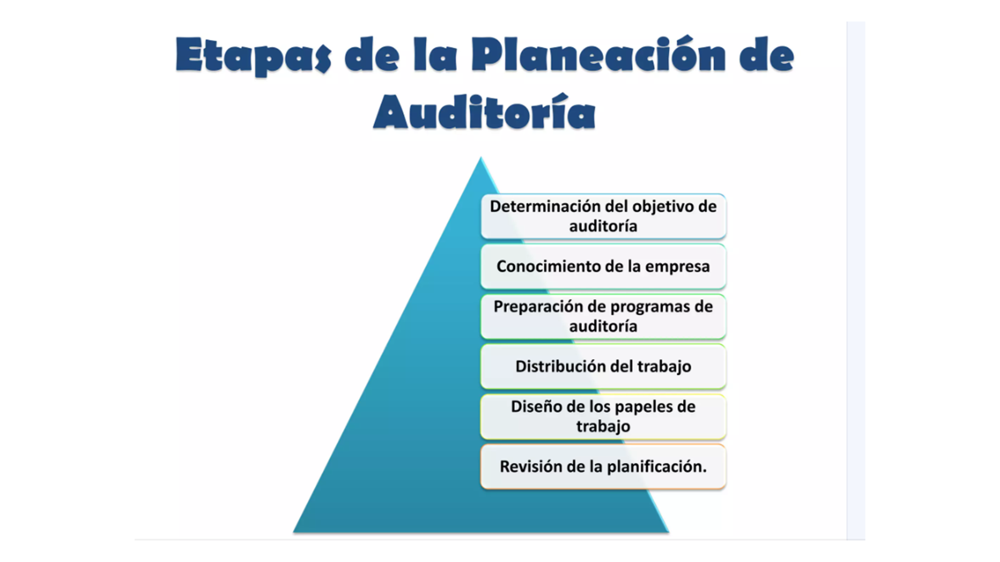 Etapas de la Planeación de
Auditoría
Determinación del objetivo de
auditoría
Conocimiento de la empresa
Preparación de programas de
auditoría
Distribución del trabajo
Diseño de los papeles de
trabajo
Revisión de la planificación.